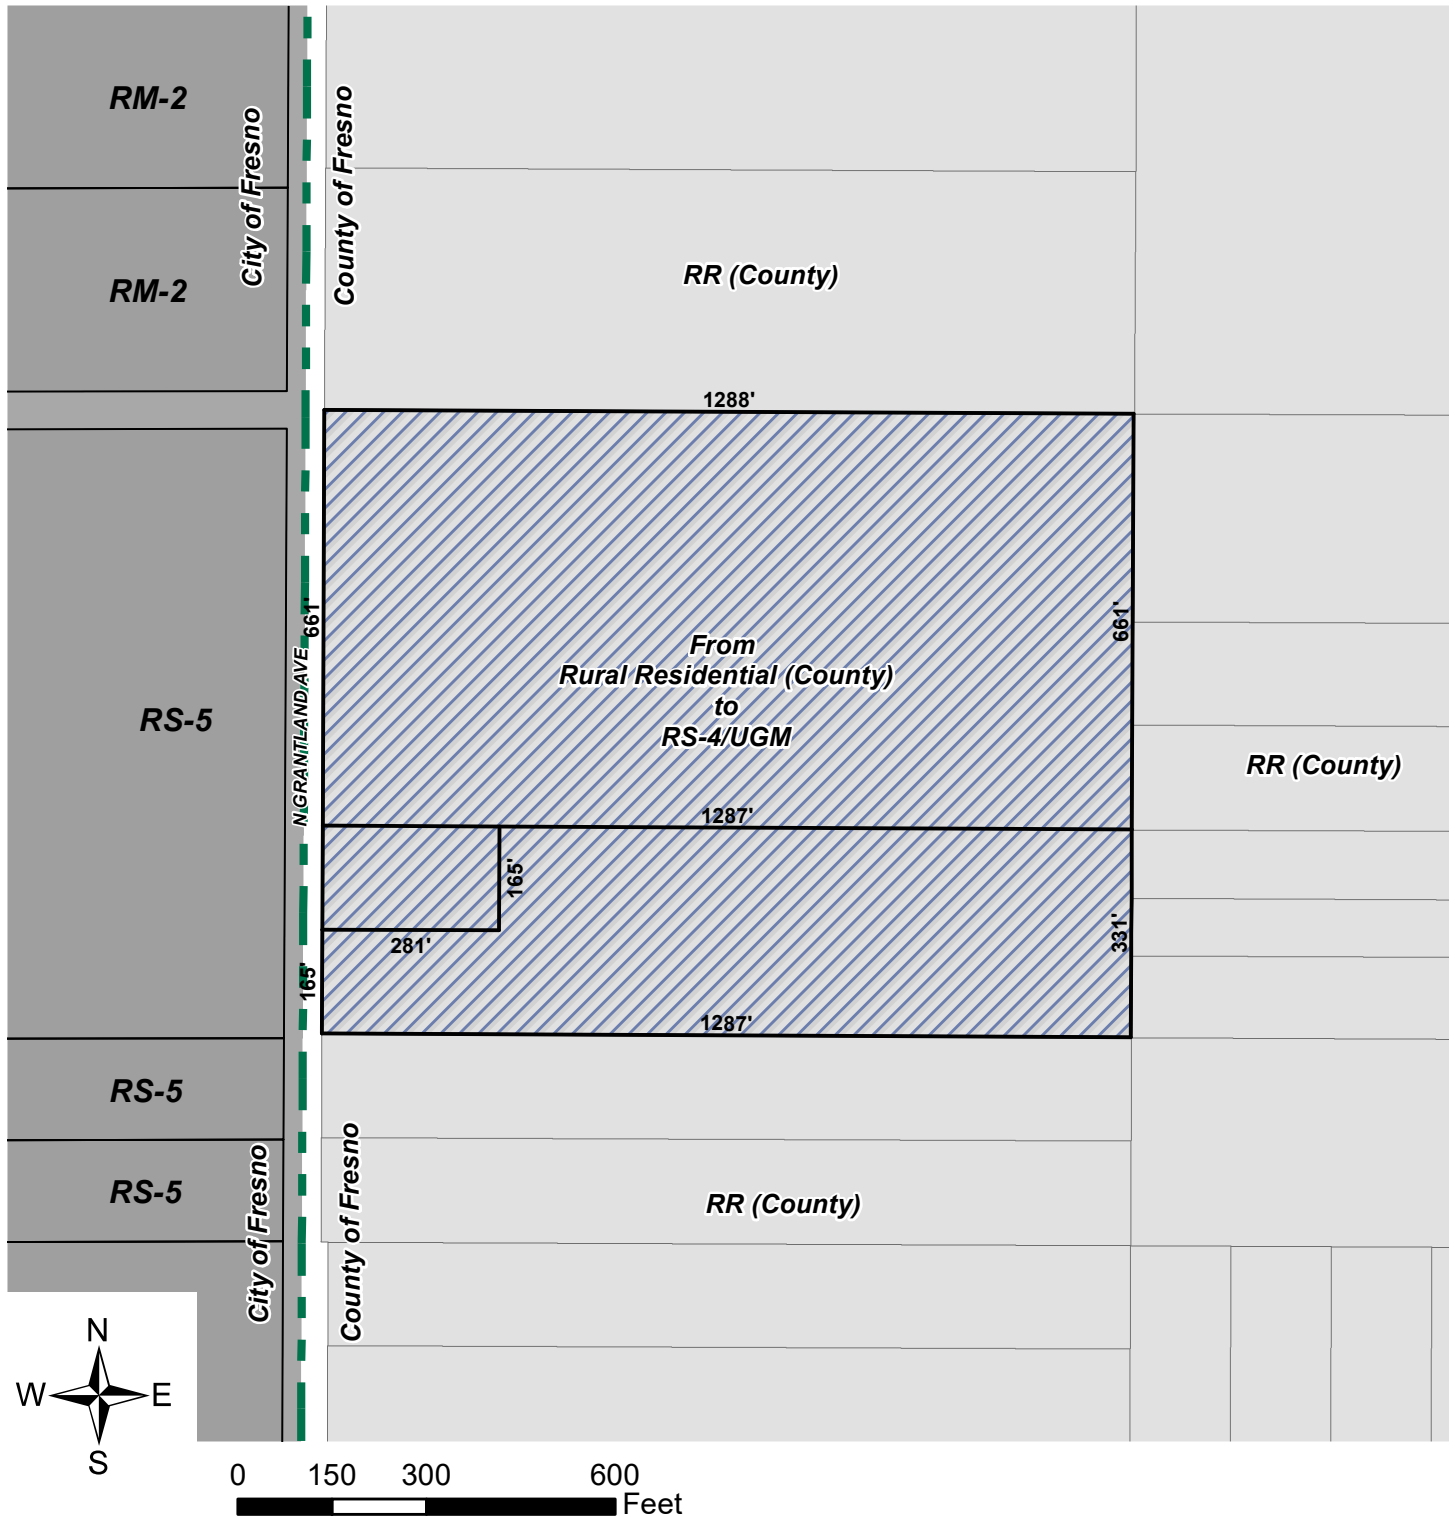 RM-2
City of Fresno
County of Fresno
RM-2
RR (County)
1288'
661'
661'
From
Rural Residential (County)
to
RS-4/UGM
N GRANTLAND AVE
RS-5
RR (County)
1287'
165'
281'
331'
165'
1287'
RS-5
RS-5
City of Fresno
County of Fresno
RR (County)
N
W E
S
0 150 300 600
Feet